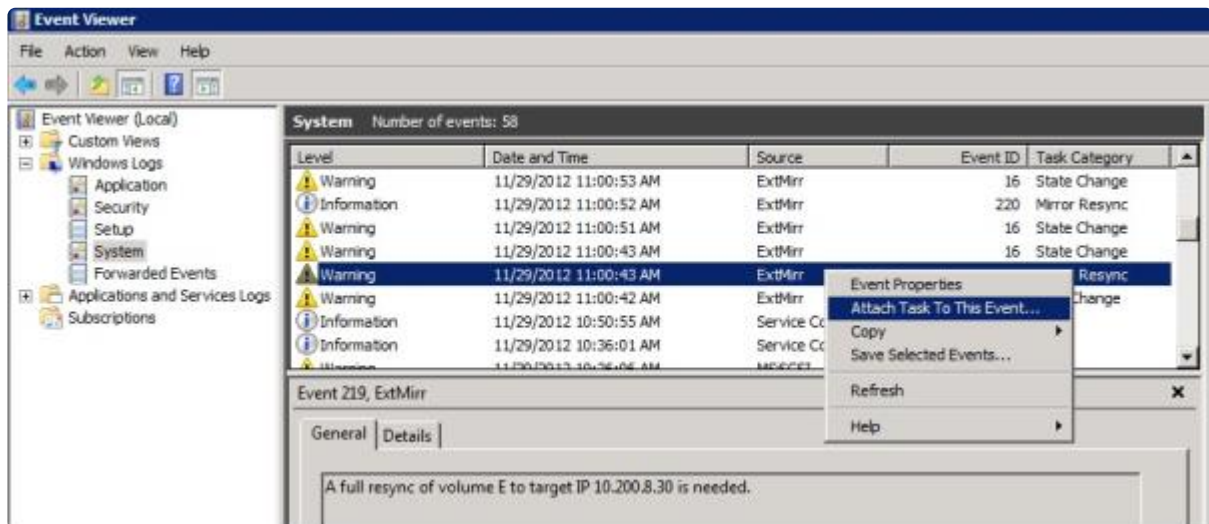 Event Viewer
File Action View Help
Event Viewer (Local)
Custom Views
Windows Logs
Application
Security
Setup
System
Forwarded Events
Applications and Services Logs
Subscriptions
System Number of events: 58
Level Date and Time Source Event ID Task Category
Warning 11/29/2012 11:00:53 AM ExtMirr 16 State Change
Information 11/29/2012 11:00:52 AM ExtMirr 220 Mirror Resync
Warning 11/29/2012 11:00:51 AM ExtMirr 16 State Change
Warning 11/29/2012 11:00:43 AM ExtMirr 16 State Change
Warning 11/29/2012 11:00:43 AM ExtMirr Resync
Warning 11/29/2012 11:00:42 AM ExtMirr Change
Information 11/29/2012 10:50:55 AM Service Co
Information 11/29/2012 10:36:01 AM Service Co
Event Properties
Attach Task To This Event...
Copy
Save Selected Events...
Refresh
Help
Event 219, ExtMirr
General Details
A full resync of volume E to target IP 10.200.8.30 is needed.